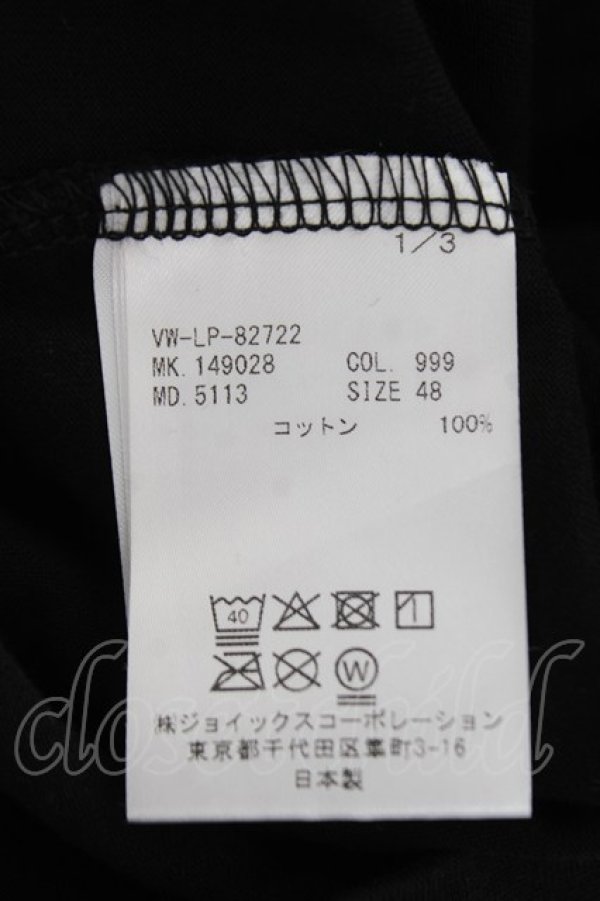 1/3
VW-LP-82722
MK. 149028 COL. 999
MD. 5113 SIZE 48
コットン 100%
40
W
closet child
㈱ジョイックスコーポレーション
東京都千代田区麹町3-16
日本製